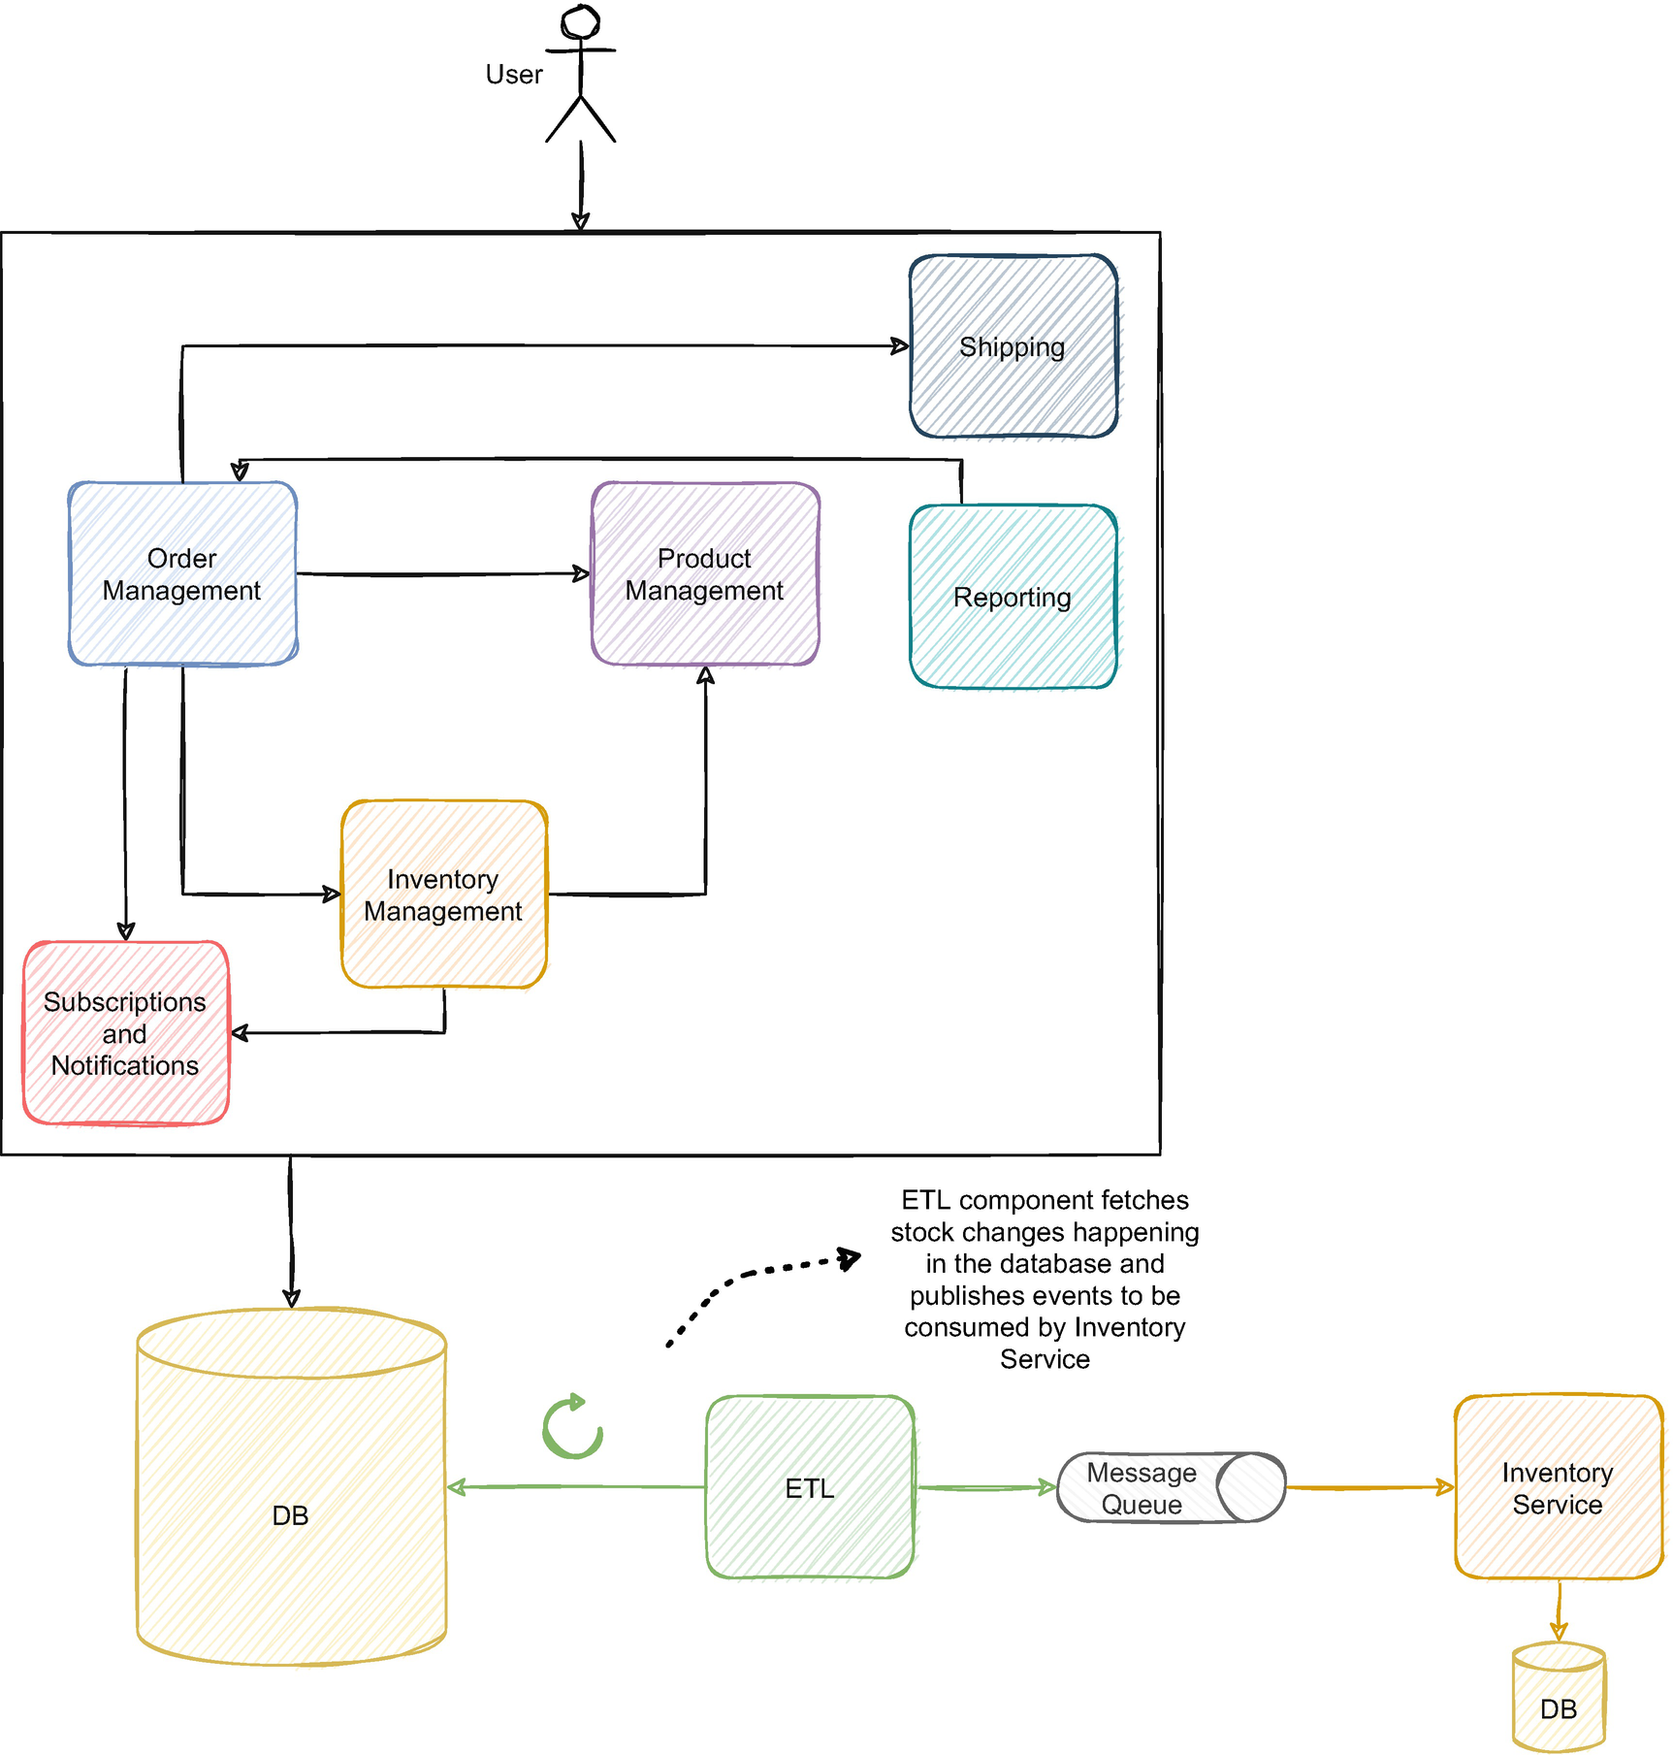 User
Shipping
Order
Management
Product
Management
Reporting
Inventory
Management
Subscriptions
and
Notifications
ETL component fetches
stock changes happening
in the database and
publishes events to be
consumed by Inventory
Service
DB
ETL
Message
Queue
Inventory
Service
DB